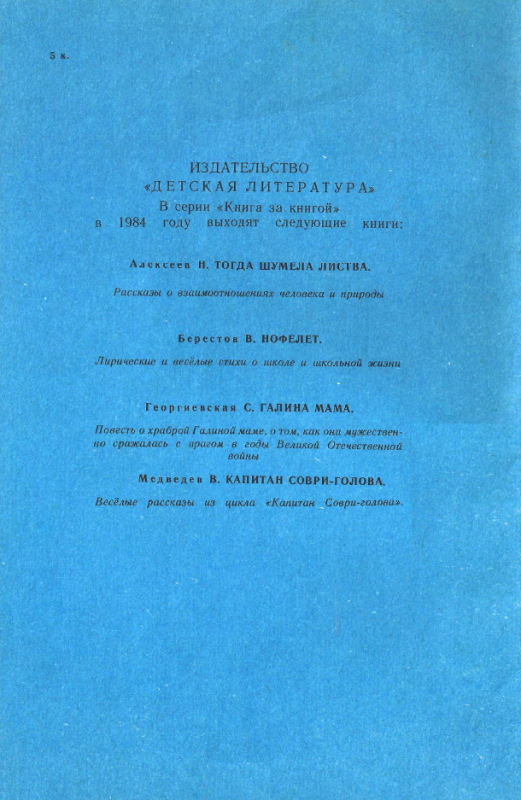 5 к.
ИЗДАТЕЛЬСТВО
«ДЕТСКАЯ ЛИТЕРАТУРА»
В серии «Книга за книгой»
в 1984 году выходят следующие книги:
Алексеев Н. ТОГДА ШУМЕЛА ЛИСТВА.
Рассказы о взаимоотношениях человека и природы
Берестов В. НОФЕЛЕТ.
Лирические и весёлые стихи о школе и школьной жизни
Георгиевская С. ГАЛИНА МАМА.
Повесть о храброй Галиной маме, о том, как она мужествен-
но сражалась с врагом в годы Великой Отечественной
войны
Медведев В. КАПИТАН СОВРИ-ГОЛОВА.
Весёлые рассказы из цикла «Капитан Соври-голова».